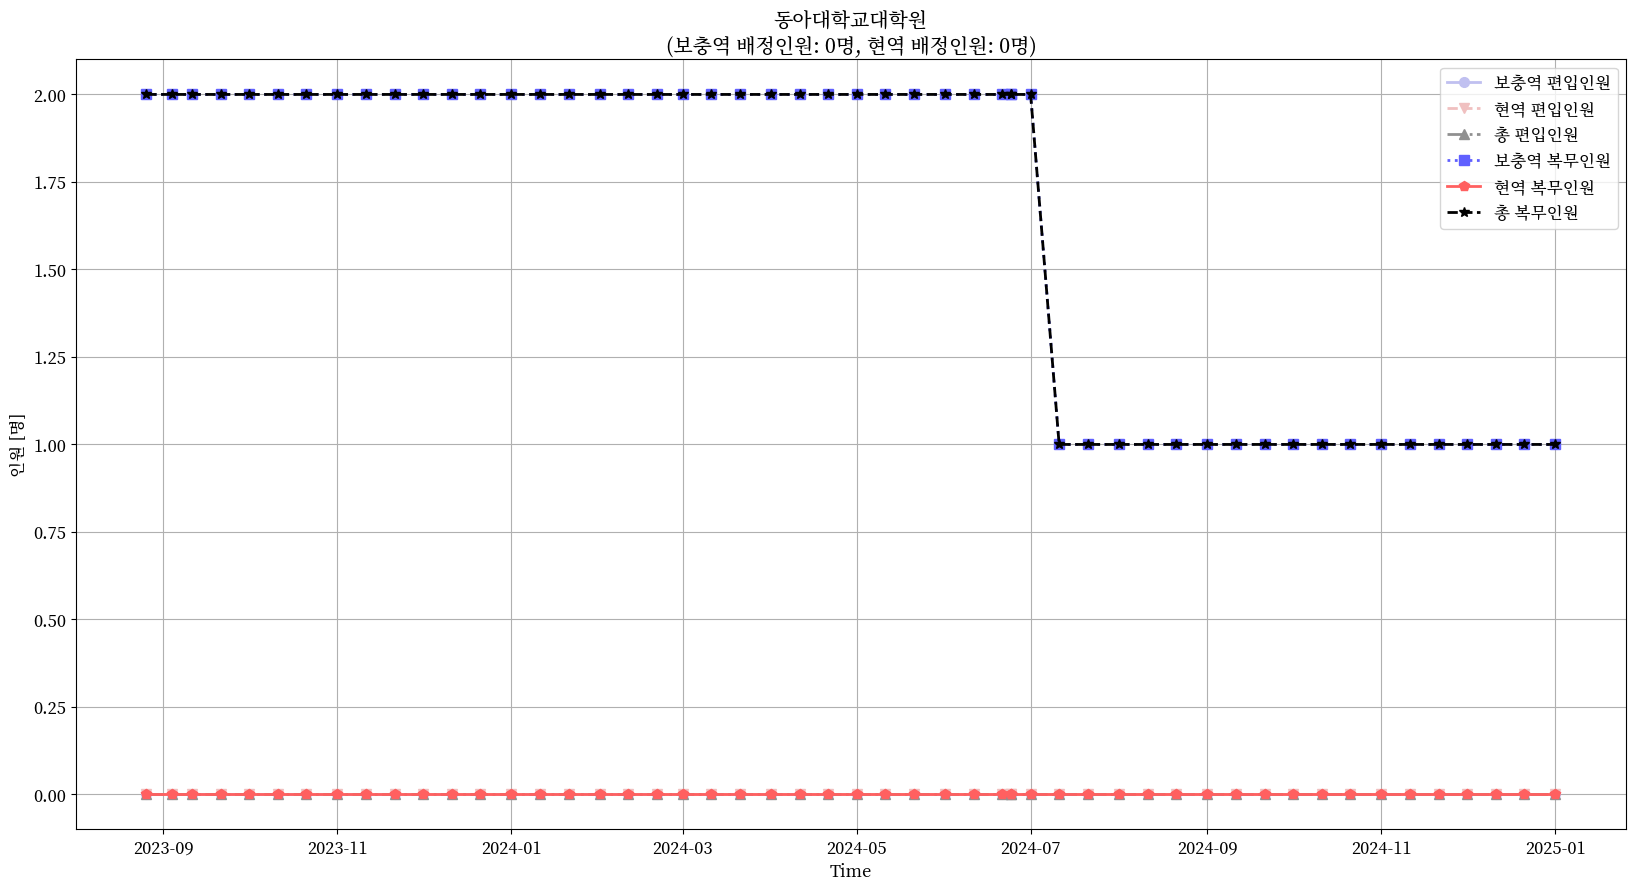 동아대학교대학원
(보충역 배정인원: 0명, 현역 배정인원: 0명)
보충역 편입인원
현역 편입인원
총 편입인원
보충역 복무인원
현역 복무인원
총 복무인원
인원 [명]
2.00
1.75
1.50
1.25
1.00
0.75
0.50
0.25
0.00
2023-09
2023-11
2024-01
2024-03
2024-05
2024-07
2024-09
2024-11
2025-01
Time